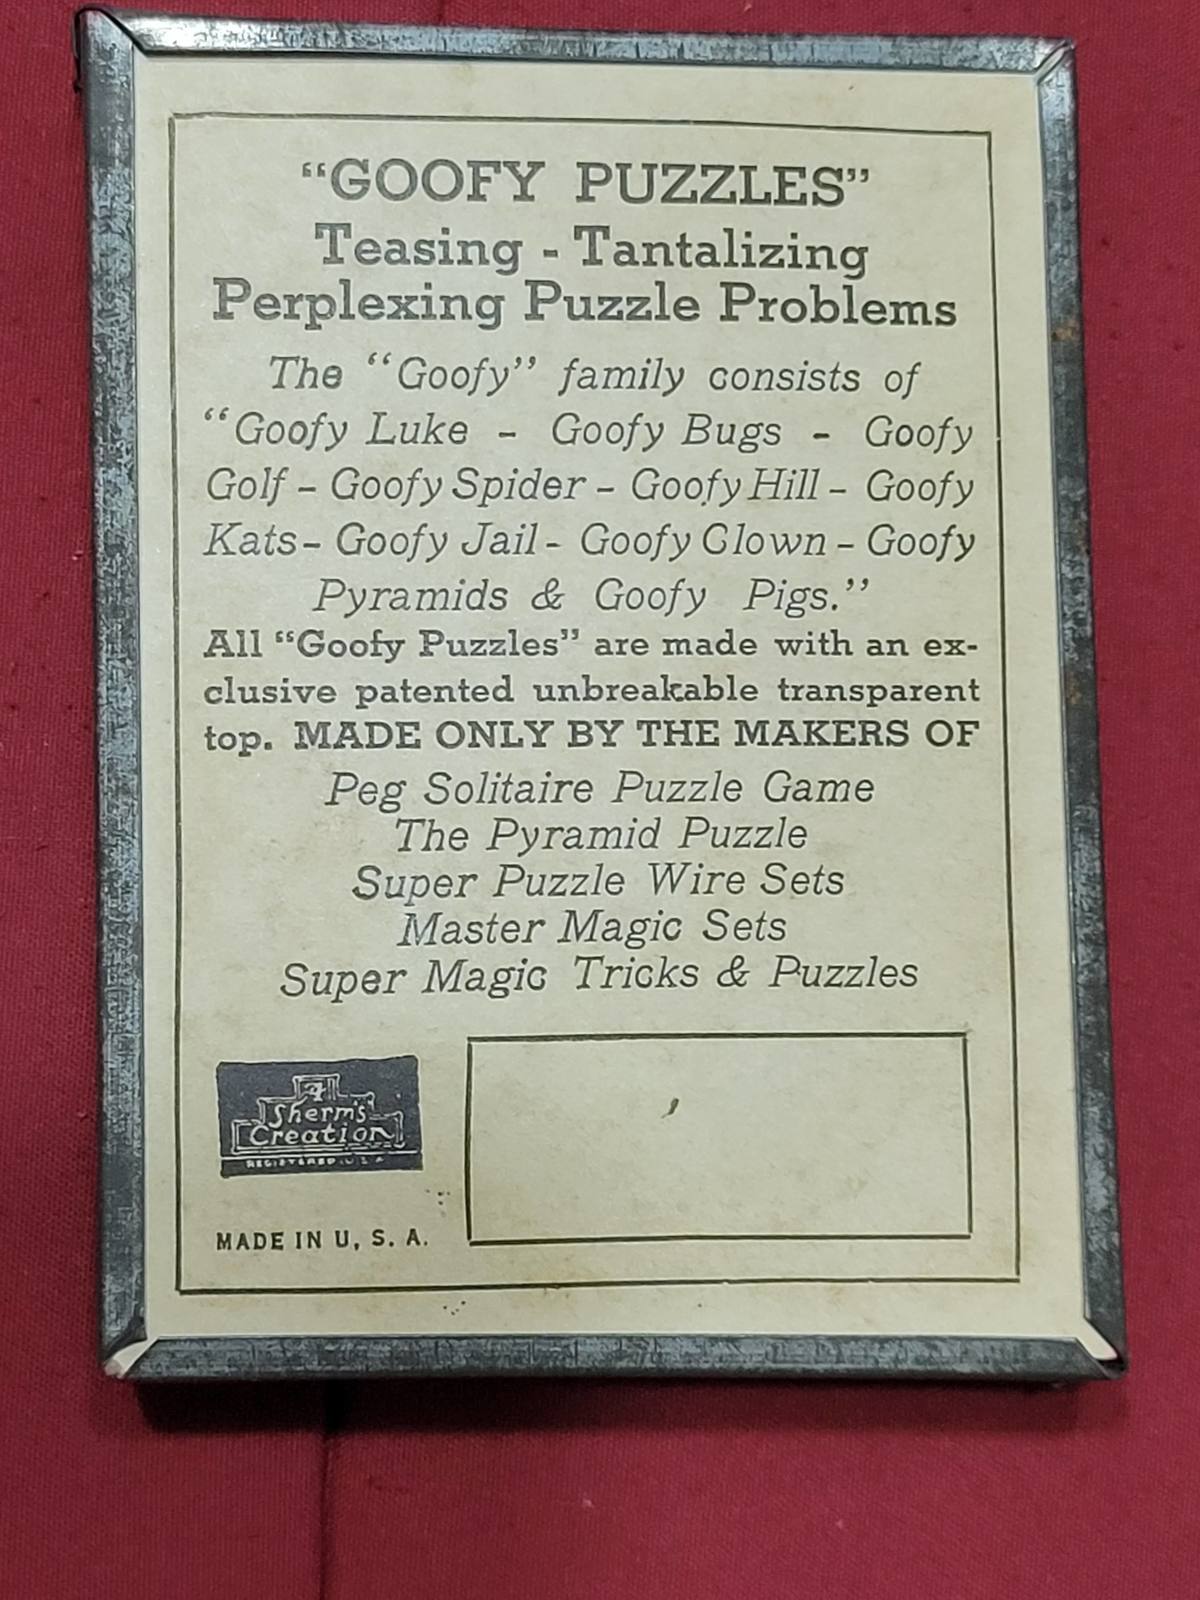 “GOOFY PUZZLES”
Teasing - Tantalizing
Perplexing Puzzle Problems
The “Goofy” family consists of
“Goofy Luke - Goofy Bugs - Goofy
Golf - Goofy Spider - Goofy Hill - Goofy
Kats - Goofy Jail - Goofy Clown - Goofy
Pyramids & Goofy Pigs.”
All “Goofy Puzzles” are made with an ex-
clusive patented unbreakable transparent
top. MADE ONLY BY THE MAKERS OF
Peg Solitaire Puzzle Game
The Pyramid Puzzle
Super Puzzle Wire Sets
Master Magic Sets
Super Magic Tricks & Puzzles
A
Sherm's
Creation
REGISTERED U.S.A.
MADE IN U. S. A.